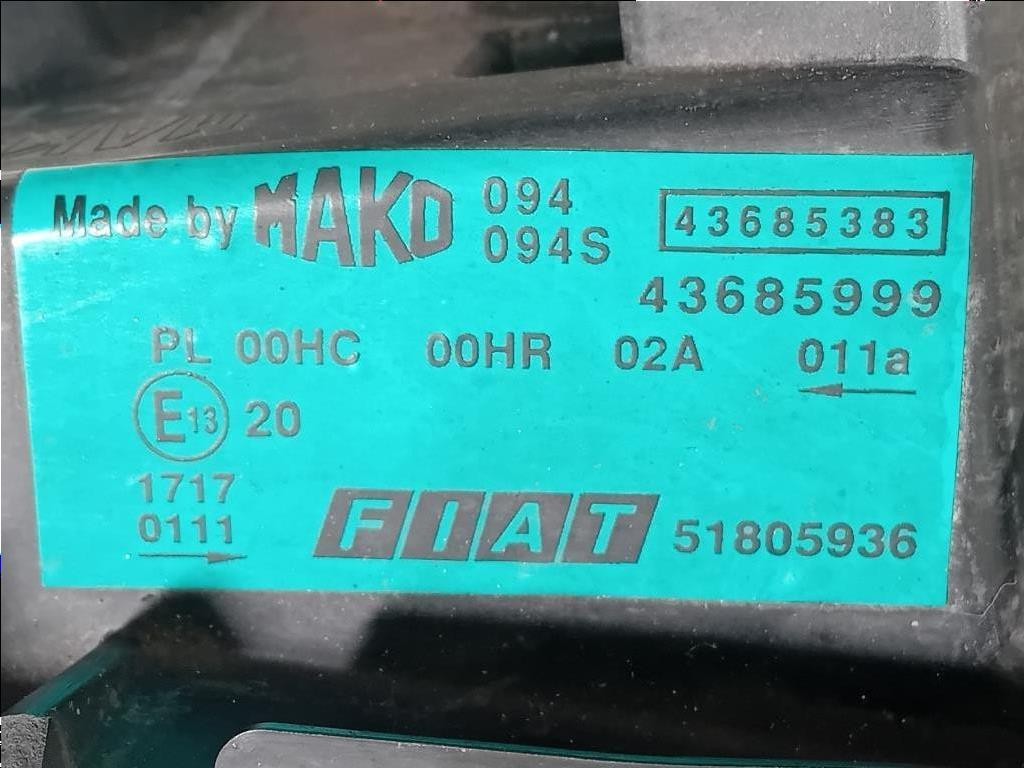 Made by MAKO 094 43685383
094S
43685999
PL 00HC 00HR 02A 011a
E13 20
1717
0111
FIAT 51805936